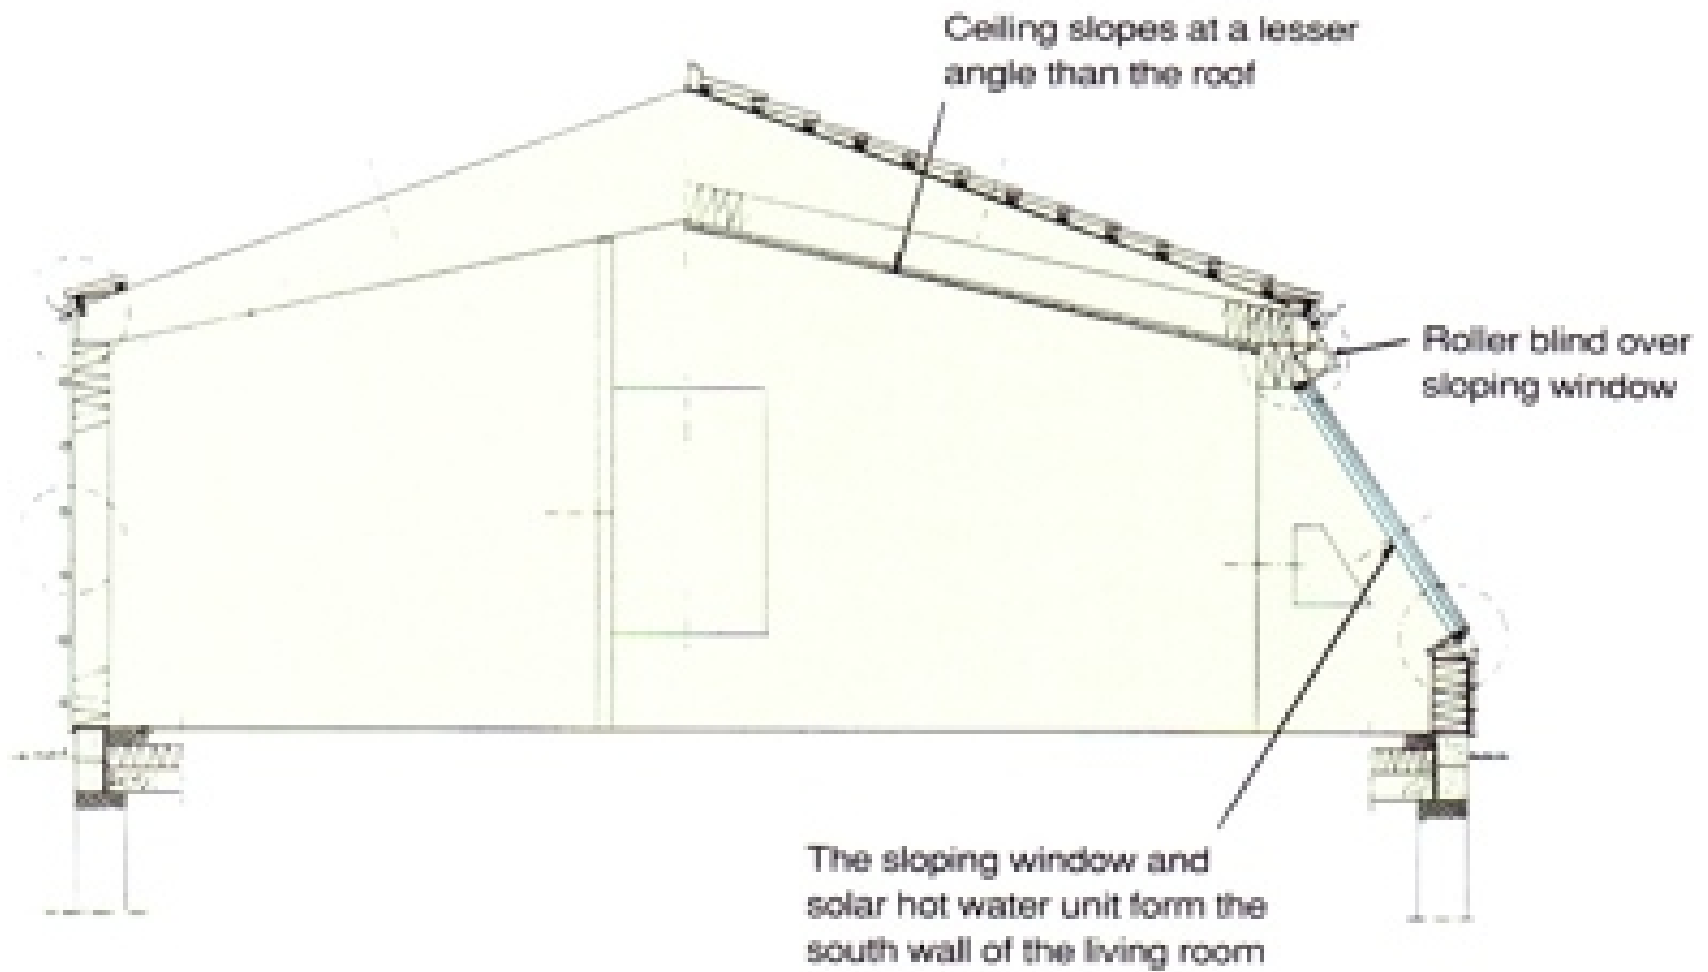 Ceiling slopes at a lesser
angle than the roof
Roller blind over
sloping window
The sloping window and
solar hot water unit form the
south wall of the living room